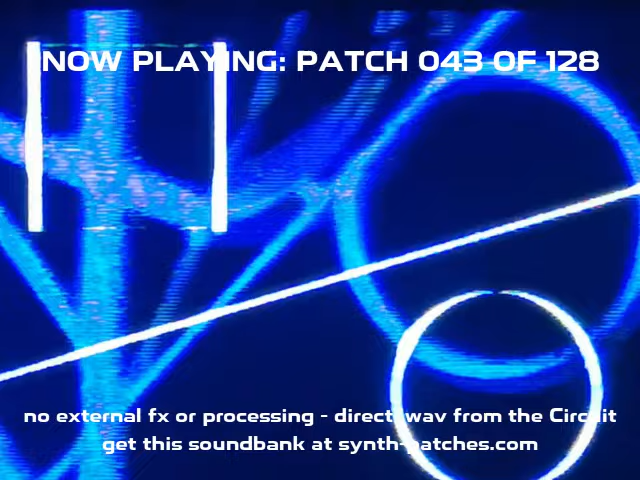 NOW PLAYING: PATCH 043 OF 128
no external fx or processing - direct wav from the Circuit
get this soundbank at synth-patches.com